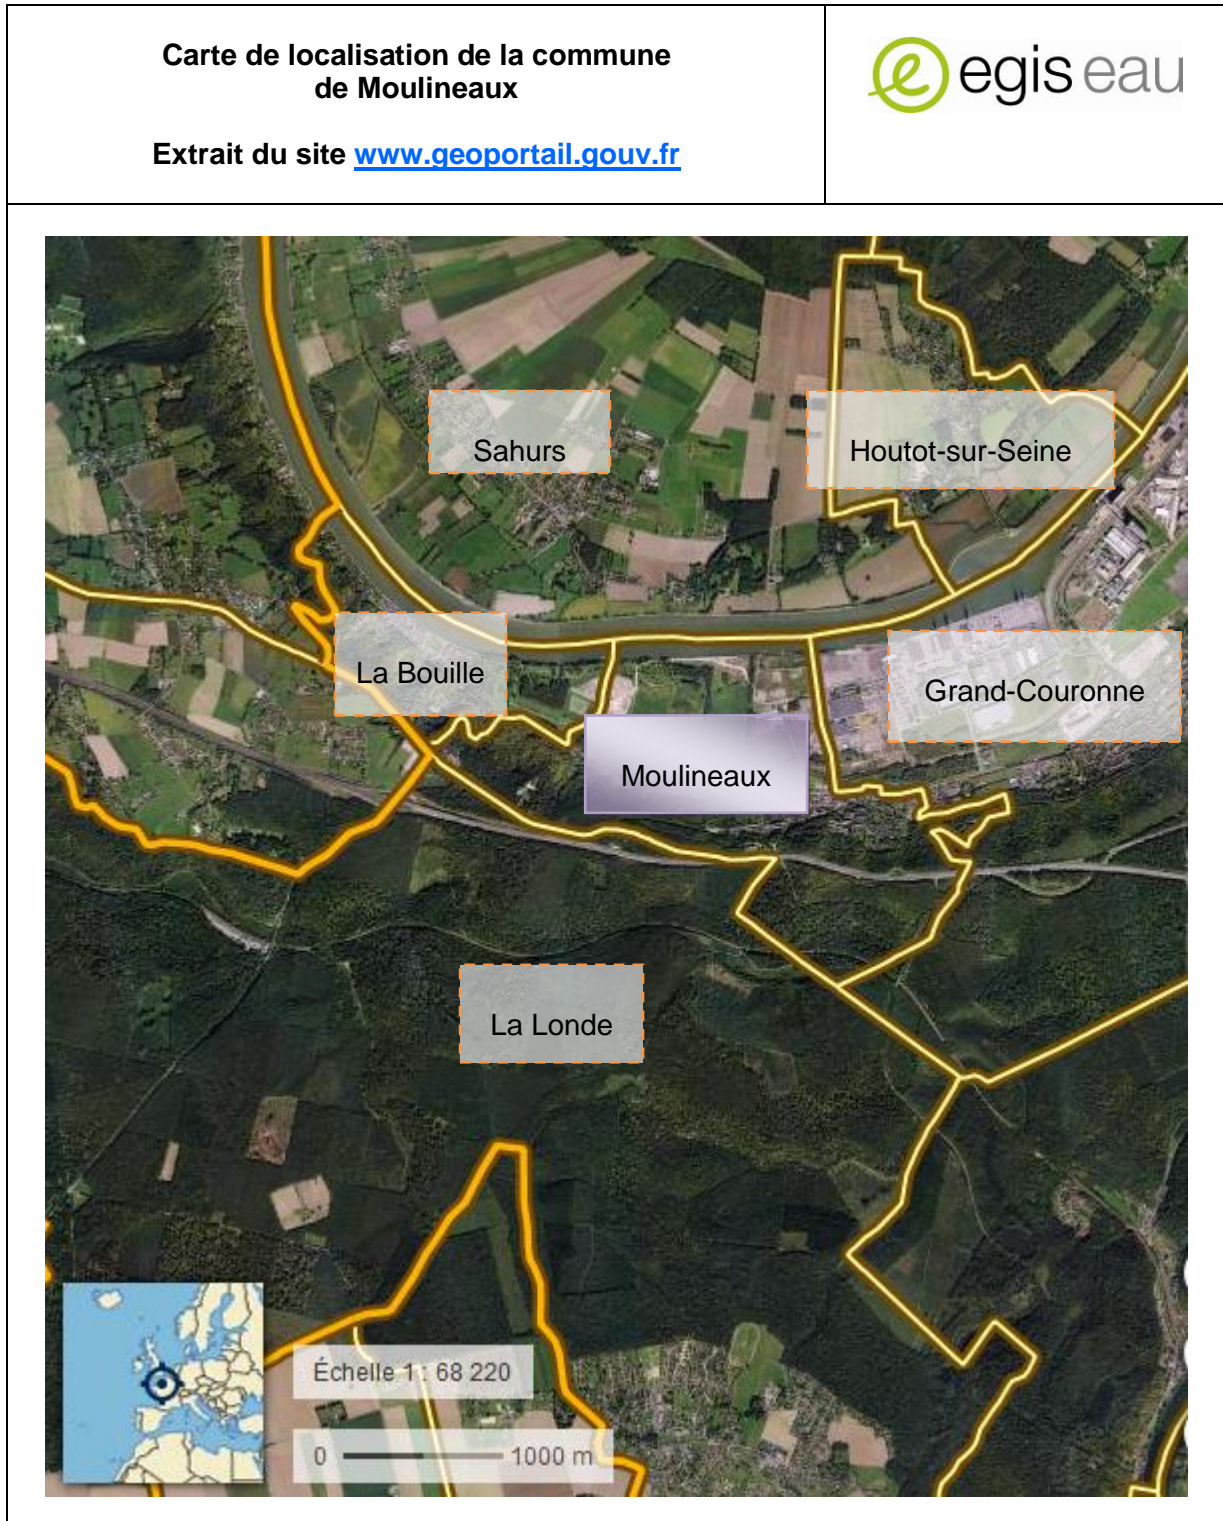 Carte de localisation de la commune
de Moulineaux
Extrait du site www.geoportail.gouv.fr
egis eau
Sahurs
Houtot-sur-Seine
La Bouille
Grand-Couronne
Moulineaux
La Londe
Échelle 1 : 68 220
0 1000 m